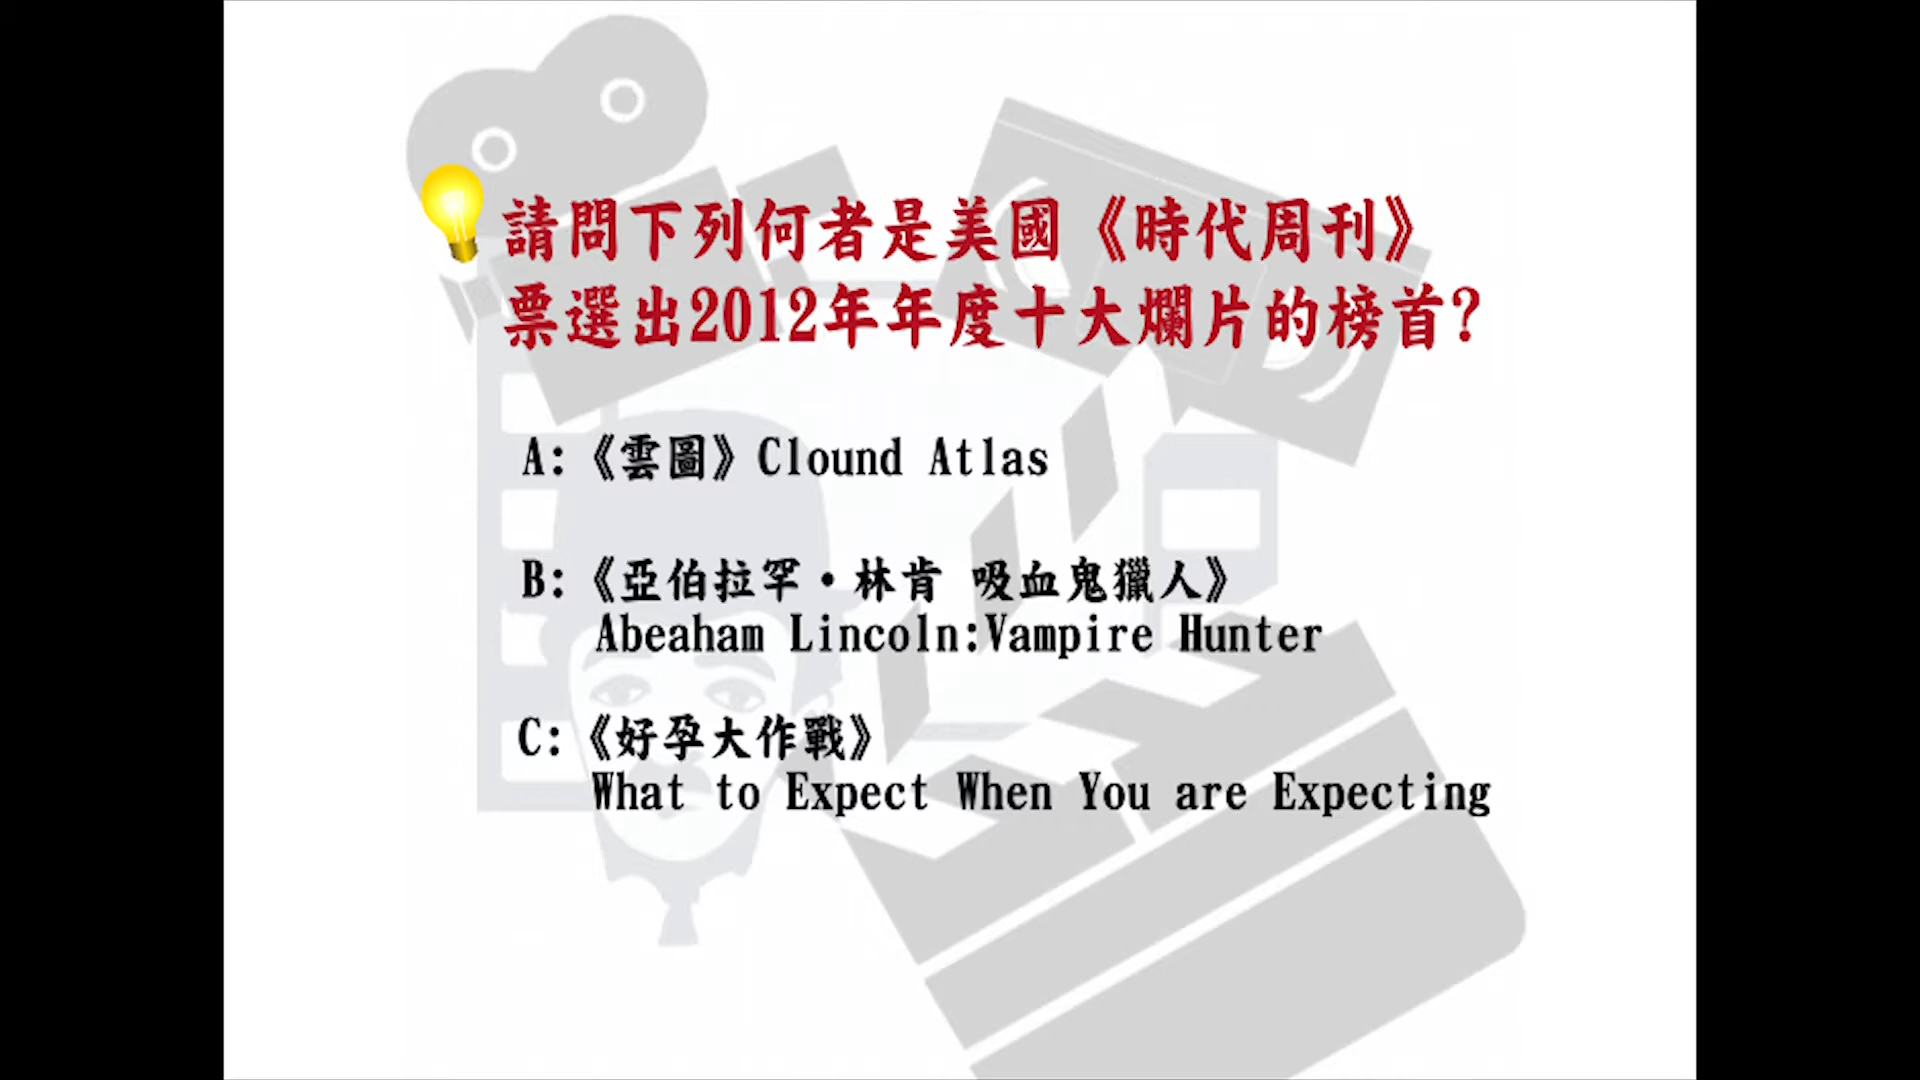 請問下列何者是美國《時代周刊》
票選出2012年年度十大爛片的榜首?
A:《雲圖》Clound Atlas
B:《亞伯拉罕·林肯 吸血鬼獵人》
Abeaham Lincoln:Vampire Hunter
C:《好孕大作戰》
What to Expect When You are Expecting